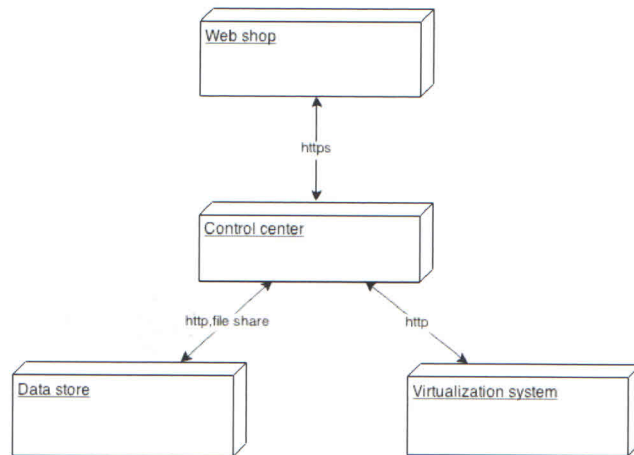 Web shop
https
Control center
http,file share
http
Data store
Virtualization system